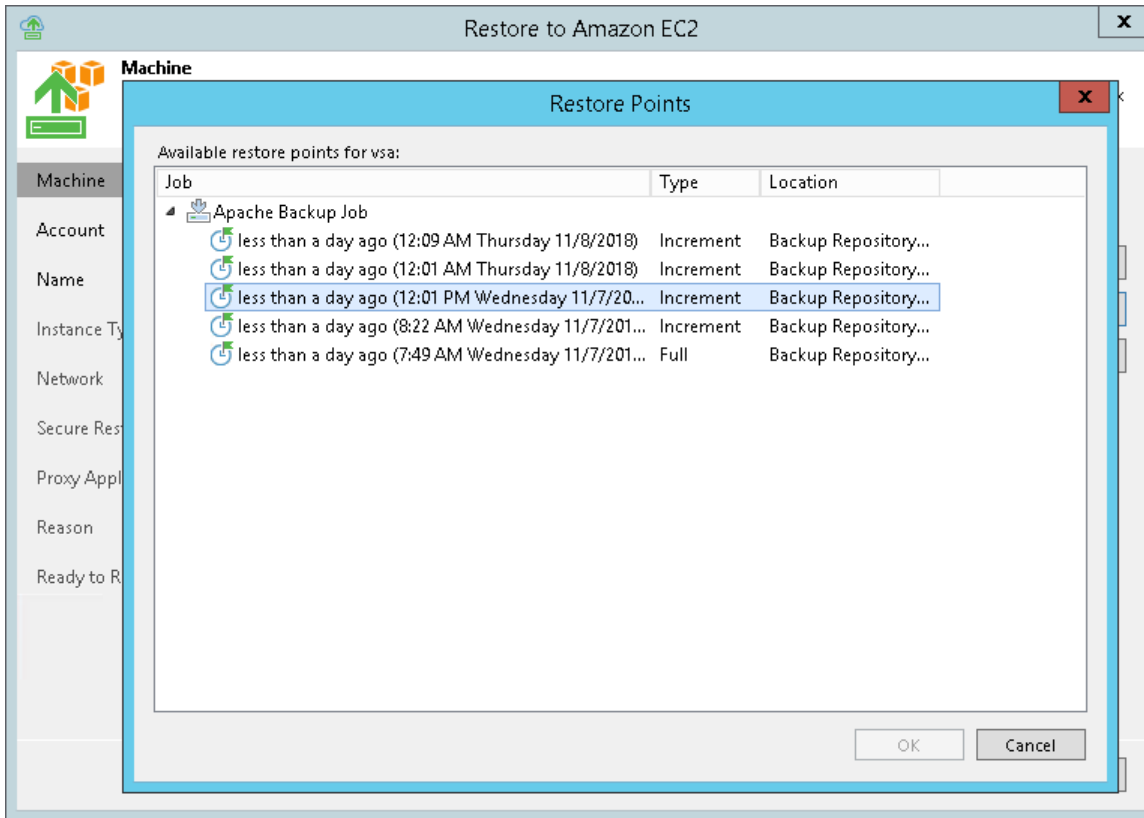 Restore to Amazon EC2
x
Machine
Restore Points
x
Available restore points for vsa:
Job Type Location
Apache Backup Job
less than a day ago (12:09 AM Thursday 11/8/2018) Increment Backup Repository...
less than a day ago (12:01 AM Thursday 11/8/2018) Increment Backup Repository...
less than a day ago (12:01 PM Wednesday 11/7/20... Increment Backup Repository...
less than a day ago (8:22 AM Wednesday 11/7/201... Increment Backup Repository...
less than a day ago (7:49 AM Wednesday 11/7/201... Full Backup Repository...
Machine
Account
Name
Instance Ty
Network
Secure Res
Proxy Appl
Reason
Ready to R
OK Cancel